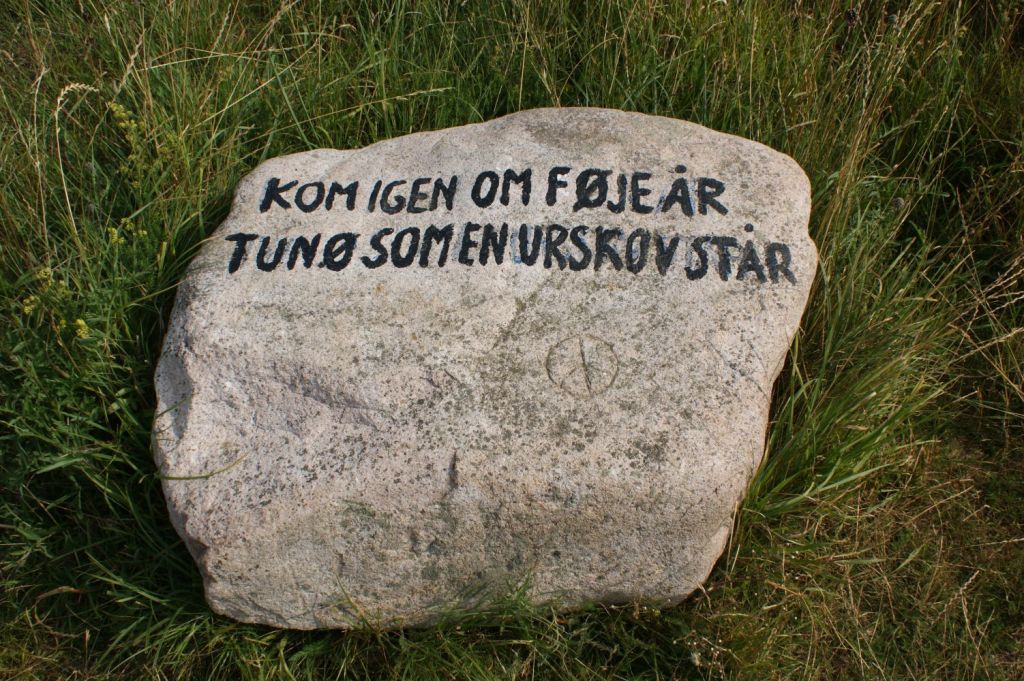 KOM IGEN OM FØJE ÅR
TUNØ SOM EN URSKOV STÅR